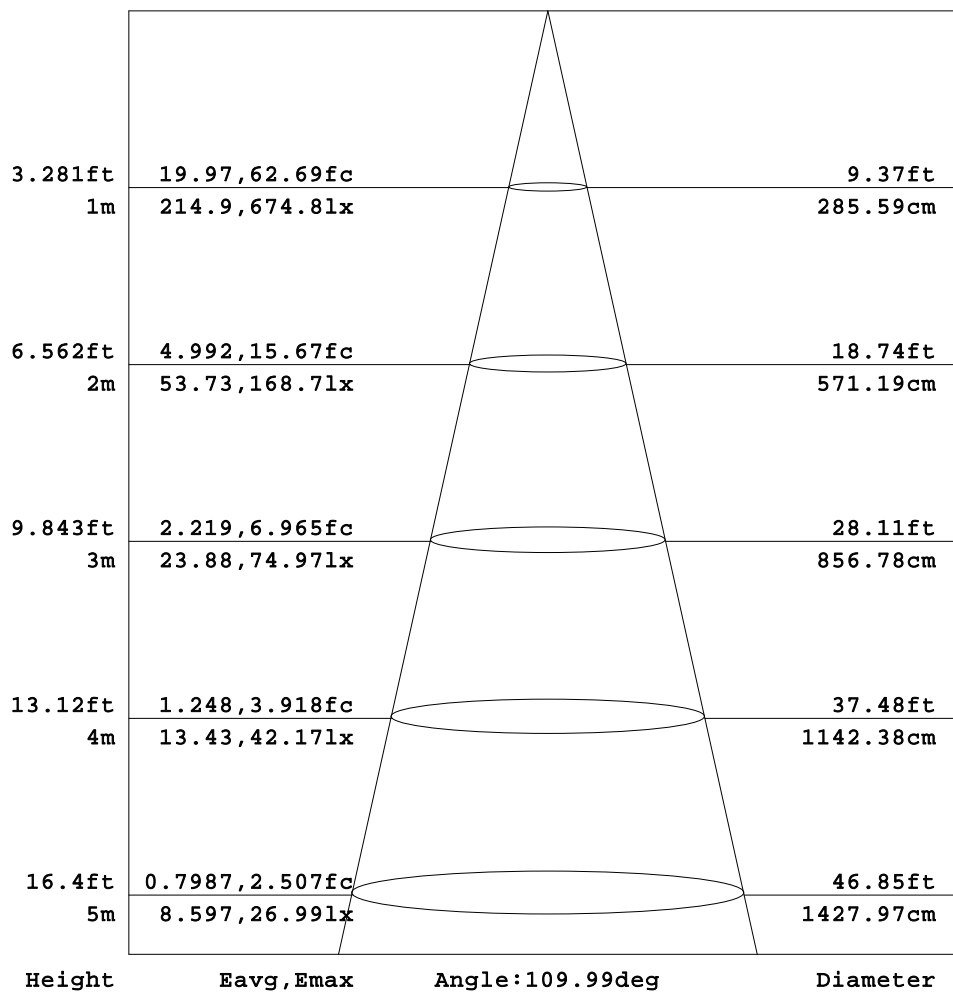 3.281ft 19.97,62.69fc 9.37ft
1m 214.9,674.8lx 285.59cm
6.562ft 4.992,15.67fc 18.74ft
2m 53.73,168.7lx 571.19cm
9.843ft 2.219,6.965fc 28.11ft
3m 23.88,74.97lx 856.78cm
13.12ft 1.248,3.918fc 37.48ft
4m 13.43,42.17lx 1142.38cm
16.4ft 0.7987,2.507fc 46.85ft
5m 8.597,26.99lx 1427.97cm
Height Eavg,Emax Angle:109.99deg Diameter